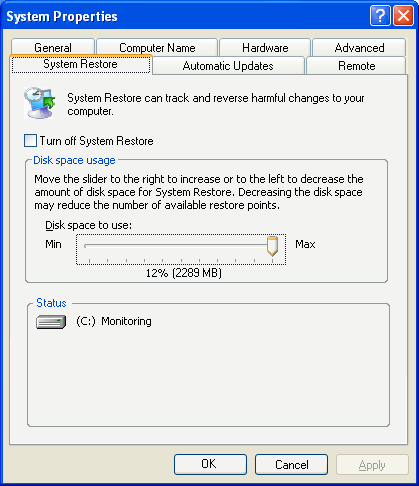 System Properties
General
Computer Name
Hardware
Advanced
System Restore
Automatic Updates
Remote
System Restore can track and reverse harmful changes to your
computer.
Turn off System Restore
Disk space usage
Move the slider to the right to increase or to the left to decrease the
amount of disk space for System Restore. Decreasing the disk space
may reduce the number of available restore points.
Disk space to use:
Min
Max
12% (2289 MB)
Status
(C:) Monitoring
OK
Cancel
Apply